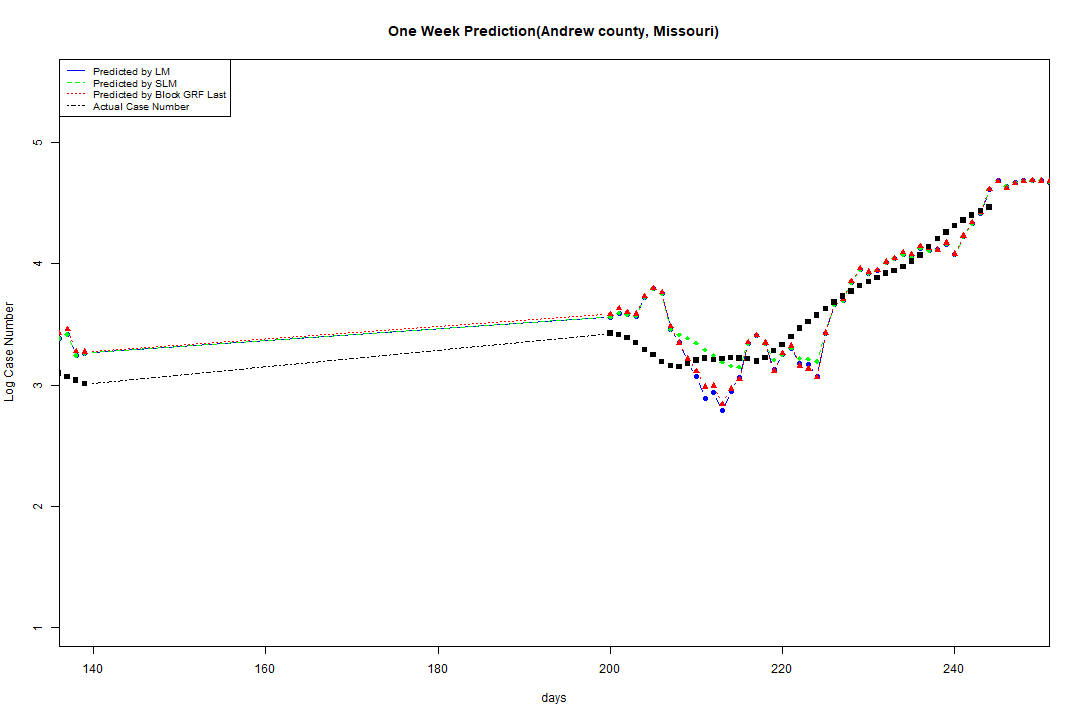 One Week Prediction(Andrew county, Missouri)
Predicted by LM
Predicted by SLM
Predicted by Block GRF Last
Actual Case Number
5
4
3
2
1
Log Case Number
140 160 180 200 220 240
days